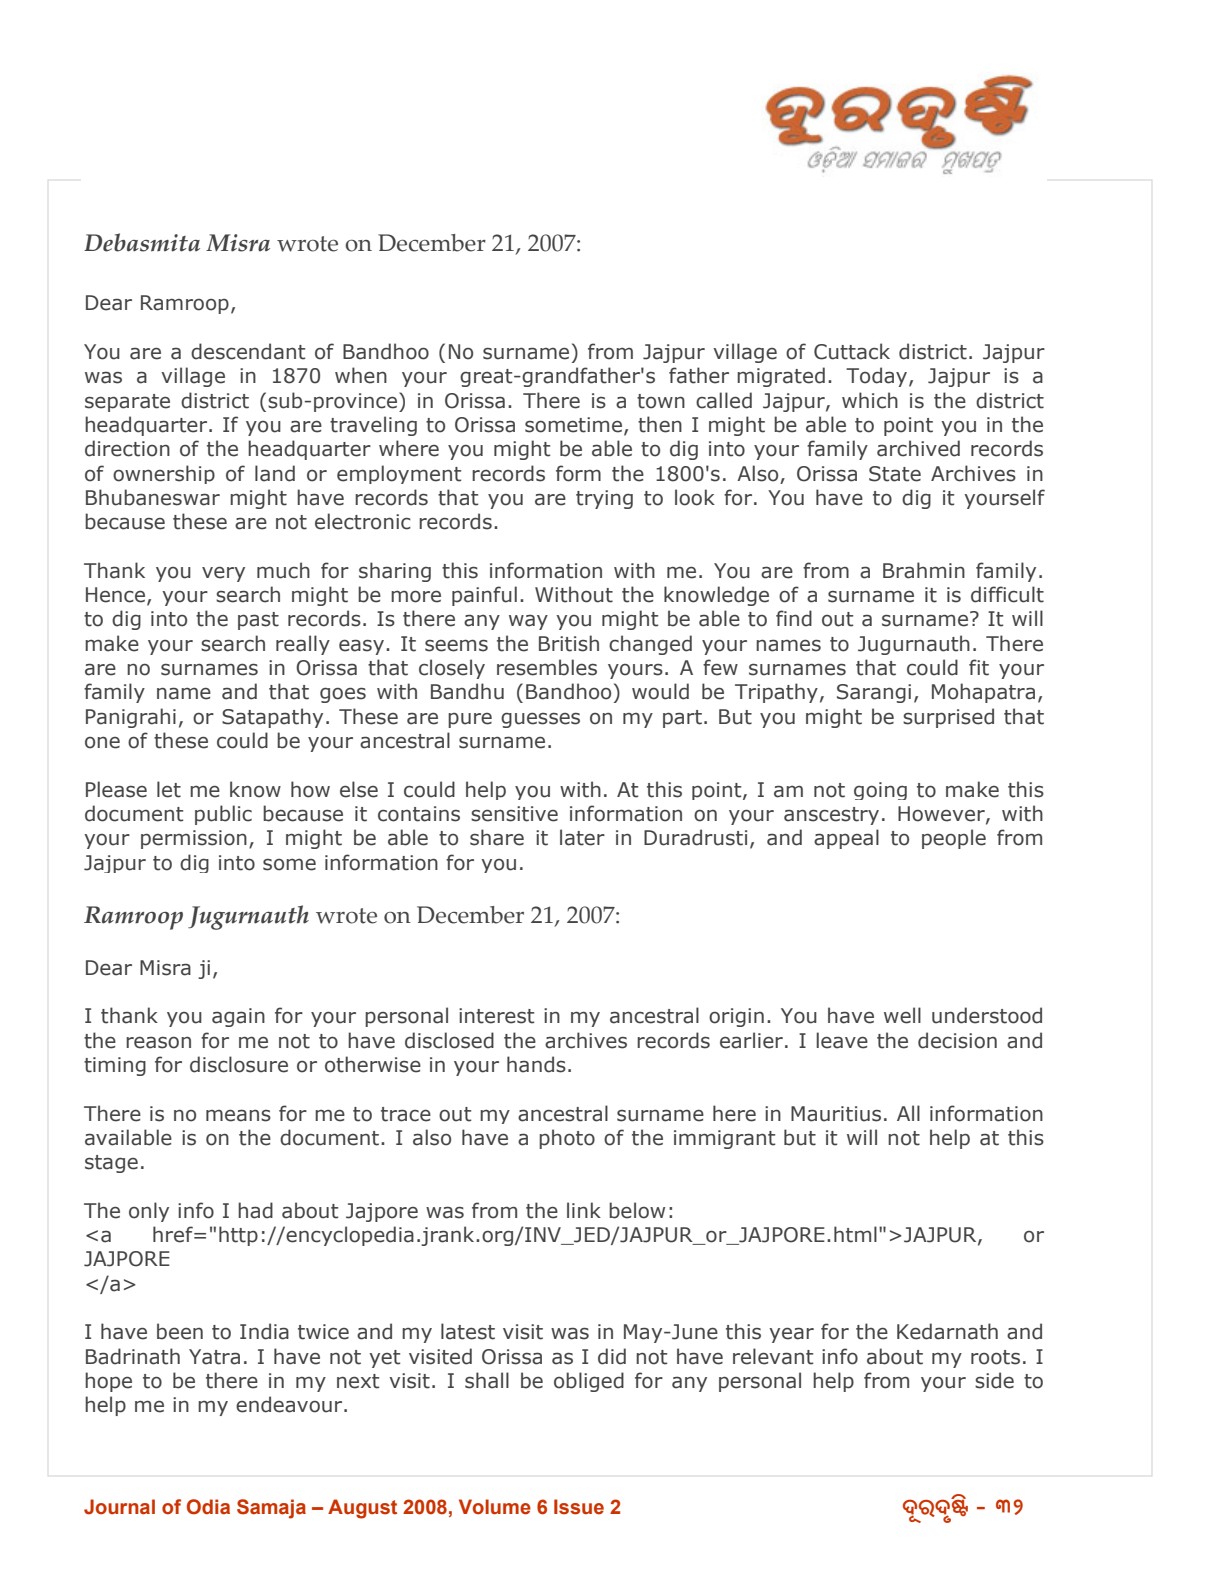 ଦୁରଦୃଷ୍ଟି
ଓଡ଼ିଆ ସମାଜର ମୁଖପତ୍ର
Debasmita Misra wrote on December 21, 2007:
Dear Ramroop,
You are a descendant of Bandhoo (No surname) from Jajpur village of Cuttack district. Jajpur
was a village in 1870 when your great-grandfather's father migrated. Today, Jajpur is a
separate district (sub-province) in Orissa. There is a town called Jajpur, which is the district
headquarter. If you are traveling to Orissa sometime, then I might be able to point you in the
direction of the headquarter where you might be able to dig into your family archived records
of ownership of land or employment records form the 1800's. Also, Orissa State Archives in
Bhubaneswar might have records that you are trying to look for. You have to dig it yourself
because these are not electronic records.
Thank you very much for sharing this information with me. You are from a Brahmin family.
Hence, your search might be more painful. Without the knowledge of a surname it is difficult
to dig into the past records. Is there any way you might be able to find out a surname? It will
make your search really easy. It seems the British changed your names to Jugurnauth. There
are no surnames in Orissa that closely resembles yours. A few surnames that could fit your
family name and that goes with Bandhu (Bandhoo) would be Tripathy, Sarangi, Mohapatra,
Panigrahi, or Satapathy. These are pure guesses on my part. But you might be surprised that
one of these could be your ancestral surname.
Please let me know how else I could help you with. At this point, I am not going to make this
document public because it contains sensitive information on your anscestry. However, with
your permission, I might be able to share it later in Duradrusti, and appeal to people from
Jajpur to dig into some information for you.
Ramroop Jugurnauth wrote on December 21, 2007:
Dear Misra ji,
I thank you again for your personal interest in my ancestral origin. You have well understood
the reason for me not to have disclosed the archives records earlier. I leave the decision and
timing for disclosure or otherwise in your hands.
There is no means for me to trace out my ancestral surname here in Mauritius. All information
available is on the document. I also have a photo of the immigrant but it will not help at this
stage.
The only info I had about Jajpore was from the link below:
<a href="http://encyclopedia.jrank.org/INV_JED/JAJPUR_or_JAJPORE.html">JAJPUR, or
JAJPORE
</a>
I have been to India twice and my latest visit was in May-June this year for the Kedarnath and
Badrinath Yatra. I have not yet visited Orissa as I did not have relevant info about my roots. I
hope to be there in my next visit. I shall be obliged for any personal help from your side to
help me in my endeavour.
Journal of Odia Samaja – August 2008, Volume 6 Issue 2 ଦୂରଦୃଷ୍ଟି - ୩୨